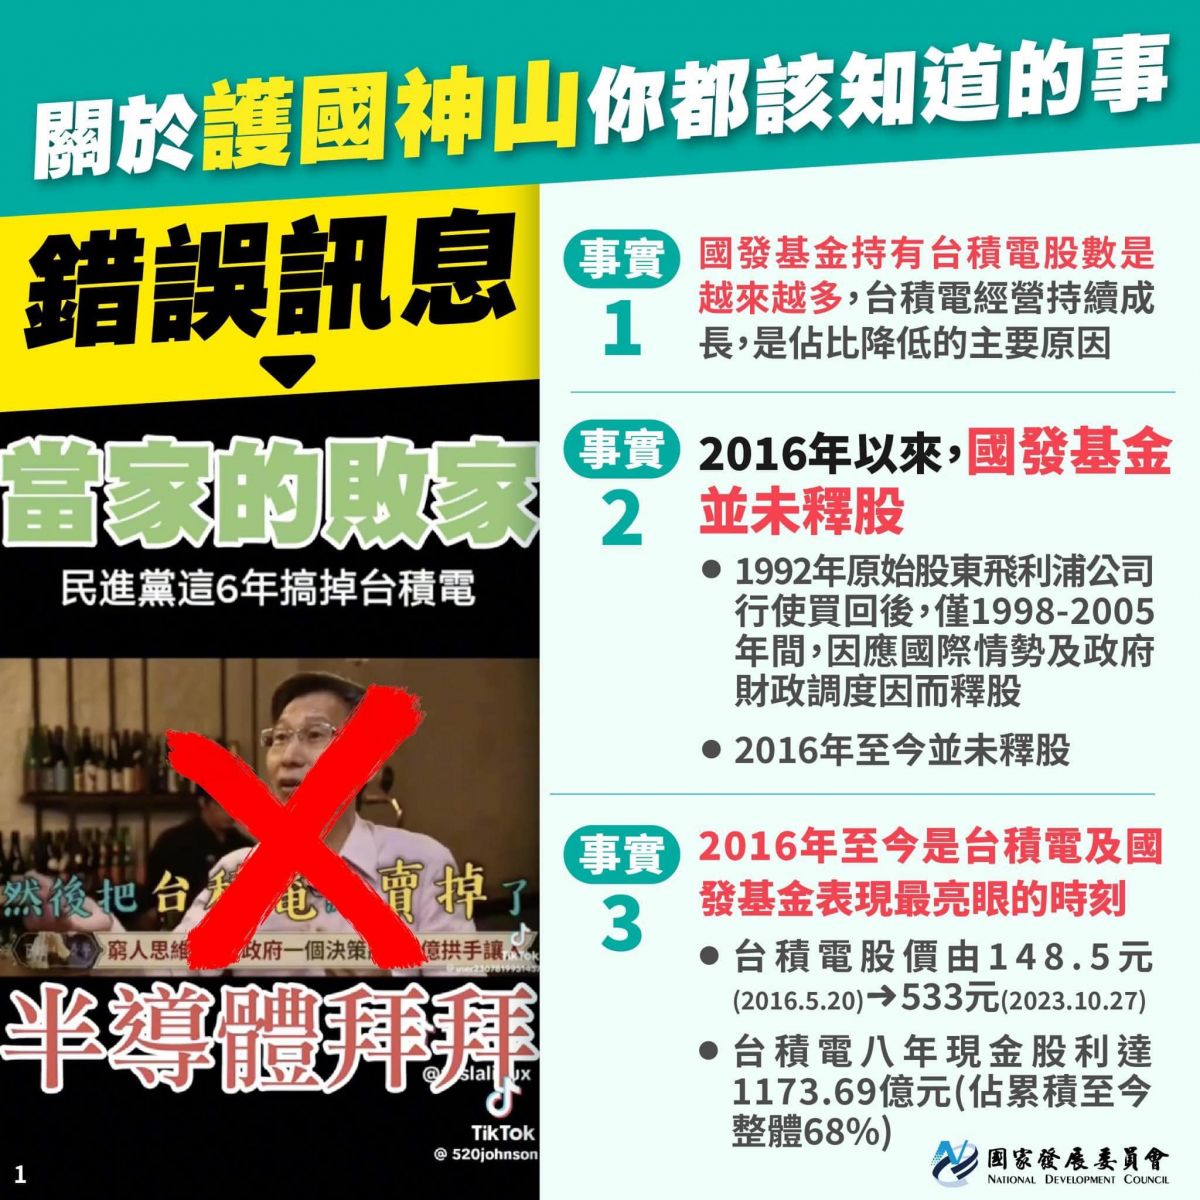 關於護國神山你都該知道的事
錯誤訊息
當家的敗家
民進黨這6年搞掉台積電
然後把台積電 賣掉了
窮人思維 政府一個決策 億拱手讓
半導體拜拜
TikTok
@ 520johnson
1
事實
1
國發基金持有台積電股數是
越來越多,台積電經營持續成
長,是佔比降低的主要原因
事實
2
2016年以來,國發基金
並未釋股
● 1992年原始股東飛利浦公司
行使買回後,僅1998-2005
年間,因應國際情勢及政府
財政調度因而釋股
● 2016年至今並未釋股
事實
3
2016年至今是台積電及國
發基金表現最亮眼的時刻
● 台積電股價由148.5元
(2016.5.20)➜533元(2023.10.27)
● 台積電八年現金股利達
1173.69億元(佔累積至今
整體68%)
國家發展委員會
NATIONAL DEVELOPMENT COUNCIL